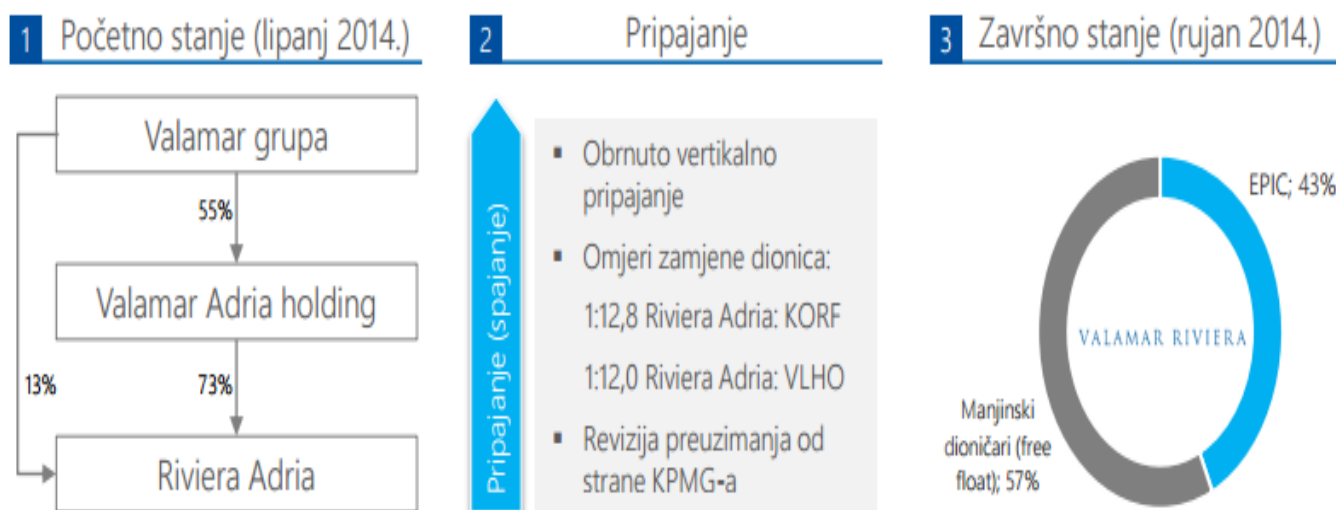 1 Početno stanje (lipanj 2014.)
Valamar grupa
55%
Valamar Adria holding
13%
73%
Riviera Adria
2 Pripajanje
Pripajanje (spajanje)
▪ Obrnuto vertikalno
pripajanje
▪ Omjeri zamjene dionica:
1:12,8 Riviera Adria: KORF
1:12,0 Riviera Adria: VLHO
▪ Revizija preuzimanja od
strane KPMG-a
3 Završno stanje (rujan 2014.)
EPIC; 43%
VALAMAR RIVIERA
Manjinski
dioničari (free
float); 57%